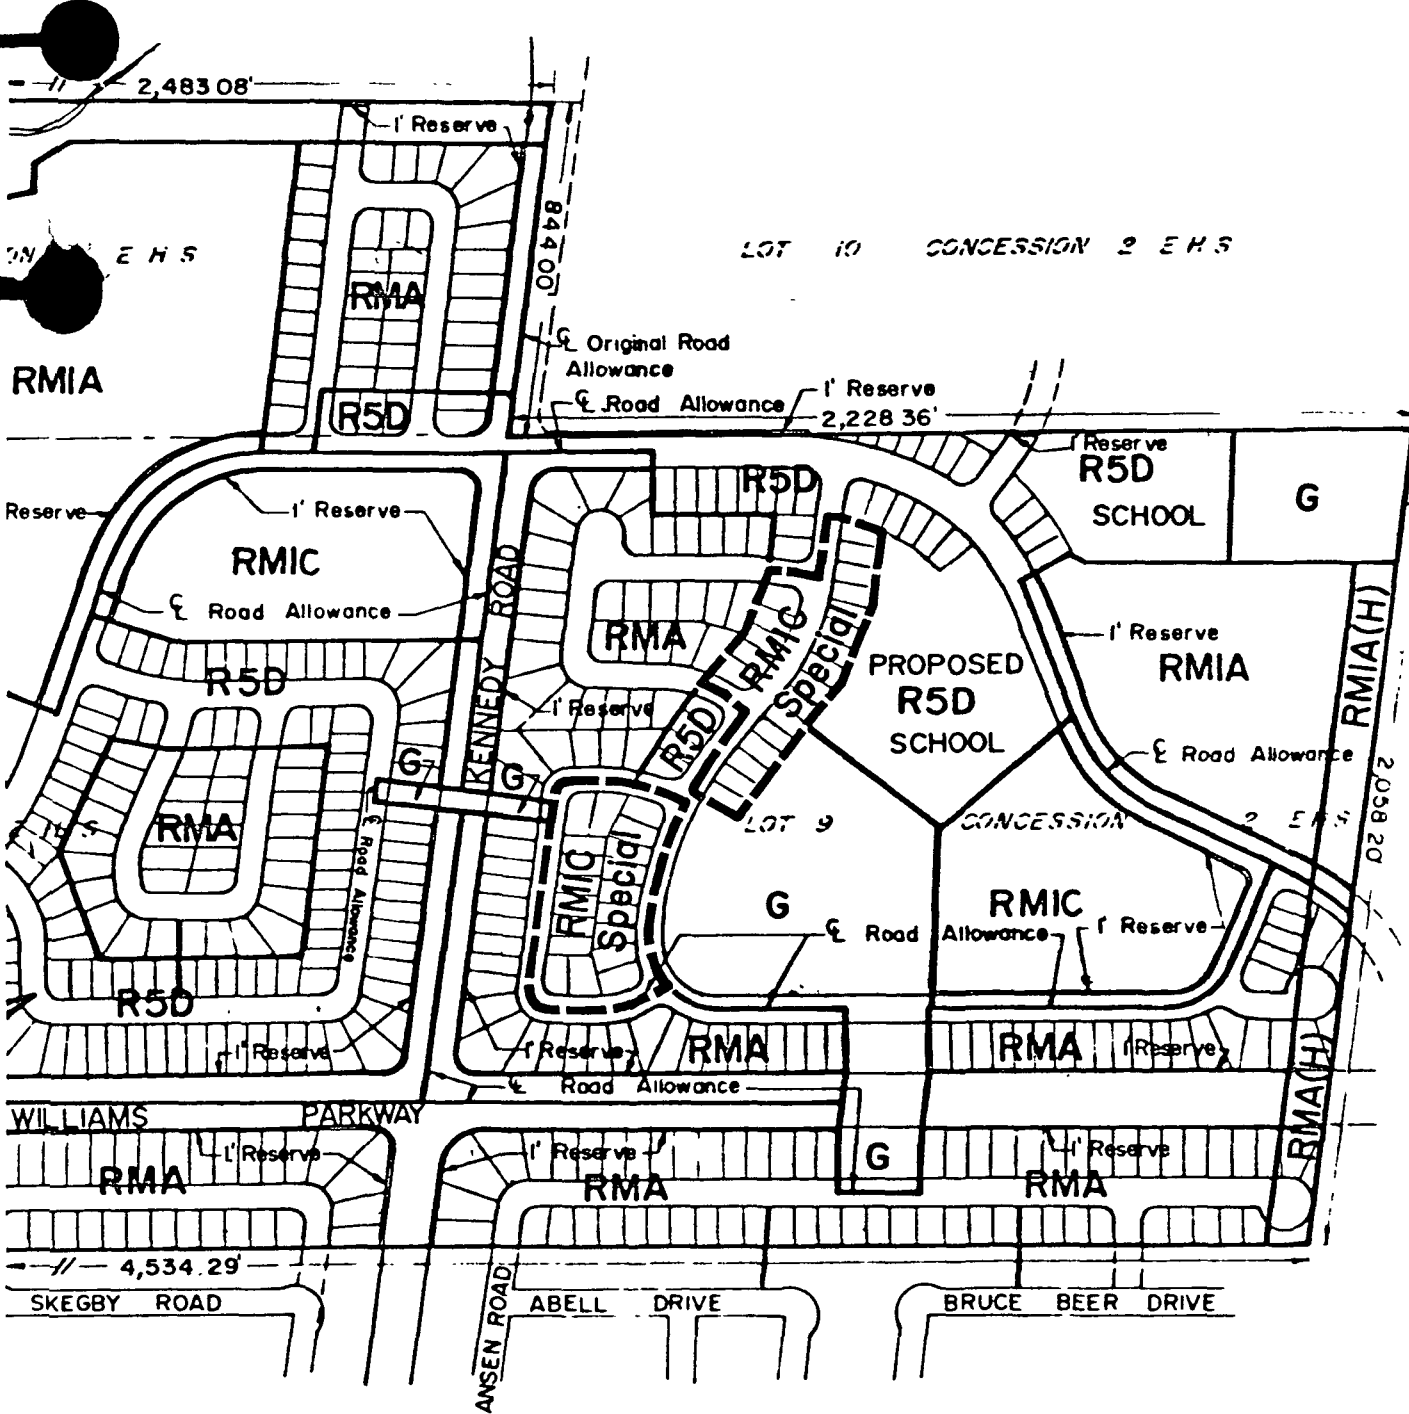 2,483 08'
1' Reserve
E H S
844 00'
LOT 10 CONCESSION 2 E H S
RMA
℄ Original Road
Allowance
RMIA
1' Reserve
℄ Road Allowance
2,228 36'
R5D
1' Reserve
R5D
SCHOOL
G
R5D
Reserve
1' Reserve
RMIC
KENNEDY ROAD
℄ Road Allowance
RMA
RMIC
Special
PROPOSED
R5D
SCHOOL
1' Reserve
RMIA
RMIA(H)
R5D
1' Reserve
R5D
G
G
℄ Road Allowance
2,058 20
RMA
℄ Road Allowance
LOT 9 CONCESSION 2 E H S
RMIC
Special
G
RMIC
℄ Road Allowance
1' Reserve
℄
R5D
1' Reserve
1' Reserve
RMA
RMA
1' Reserve
RMA(H)
℄ Road Allowance
WILLIAMS PARKWAY
1' Reserve
1' Reserve
1' Reserve
RMA
RMA
G
RMA
4,534.29'
SKEGBY ROAD
ANSEN ROAD
ABELL DRIVE
BRUCE BEER DRIVE